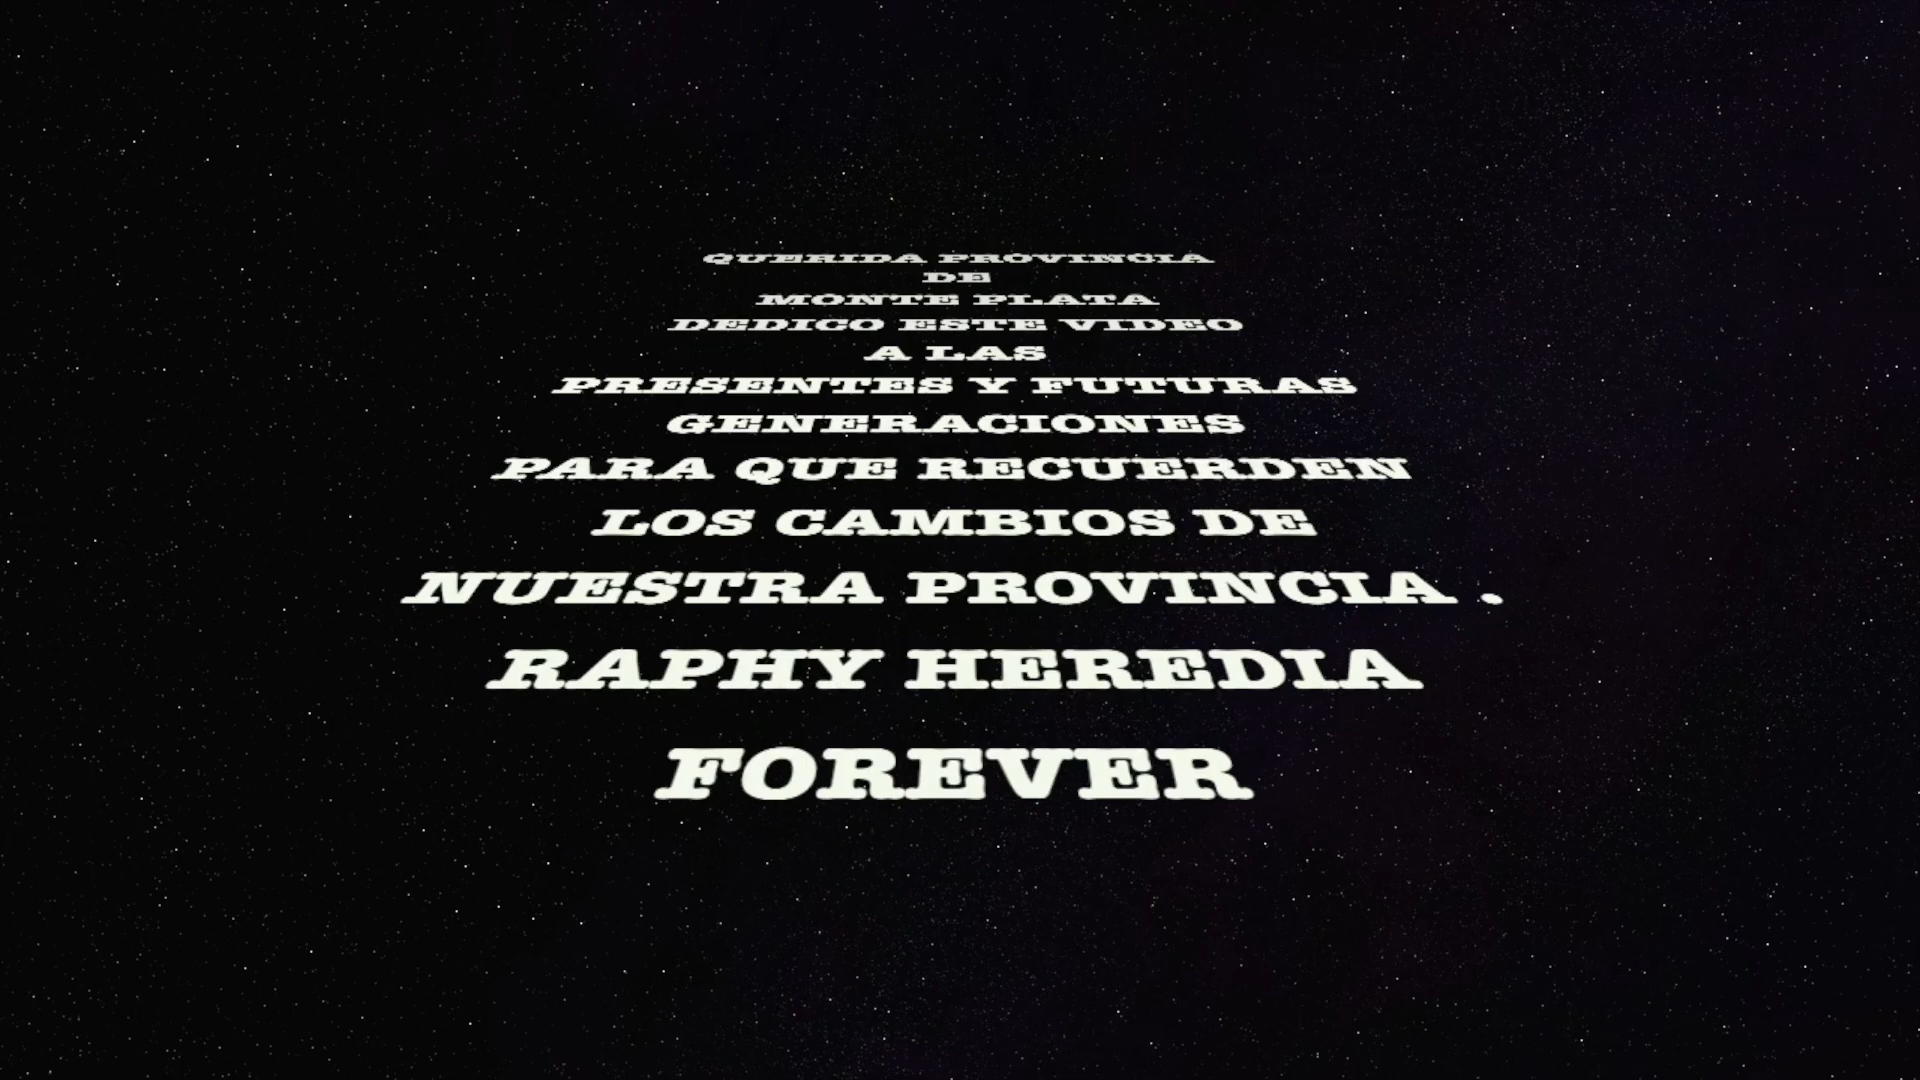 QUERIDA PROVINCIA
DE
MONTE PLATA
DEDICO ESTE VIDEO
A LAS
PRESENTES Y FUTURAS
GENERACIONES
PARA QUE RECUERDEN
LOS CAMBIOS DE
NUESTRA PROVINCIA .
RAPHY HEREDIA
FOREVER